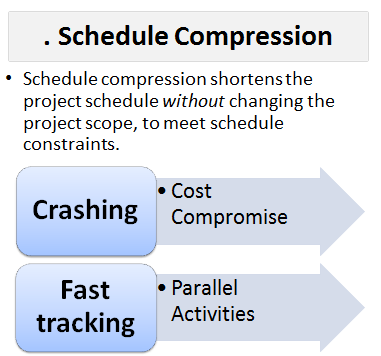 . Schedule Compression
• Schedule compression shortens the
project schedule without changing the
project scope, to meet schedule
constraints.
Crashing
• Cost
Compromise
Fast
tracking
• Parallel
Activities